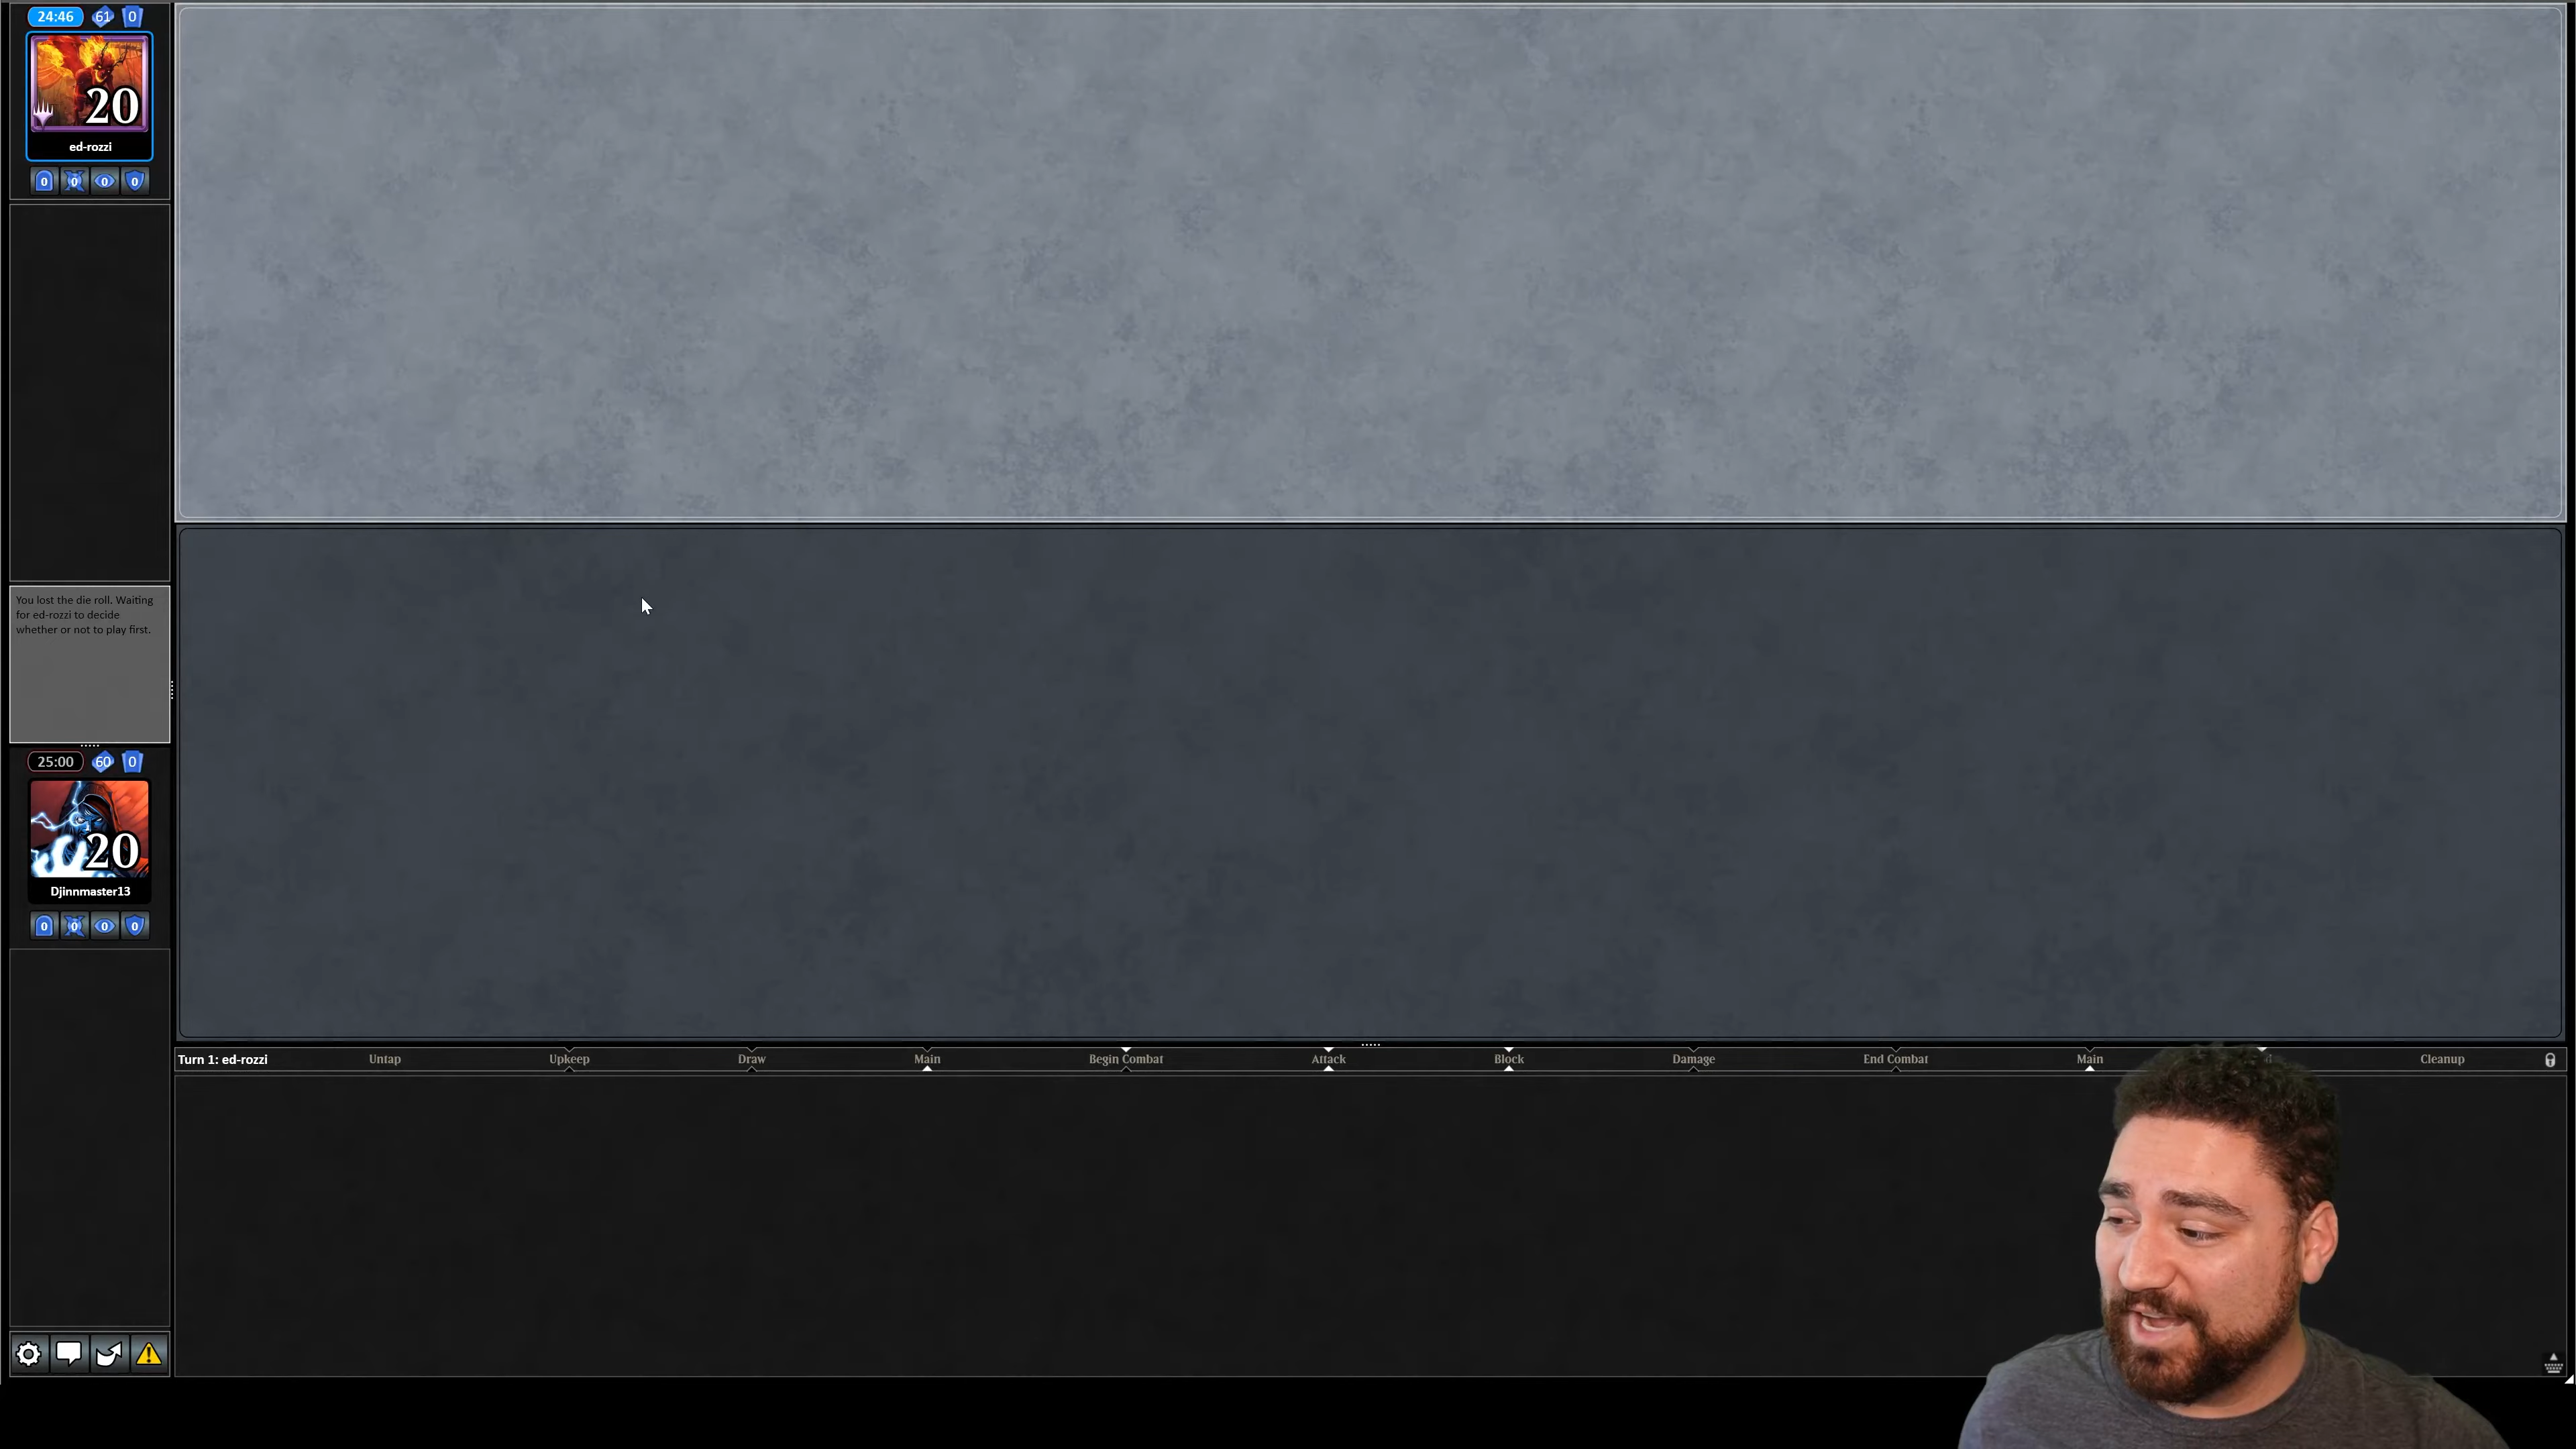 24:46 61 0
20
ed-rozzi
0 0 0 0
You lost the die roll. Waiting
for ed-rozzi to decide
whether or not to play first.
25:00 60 0
20
Djinnmaster13
0 0 0 0
Turn 1: ed-rozzi Untap Upkeep Draw Main Begin Combat Attack Block Damage End Combat Main Cleanup